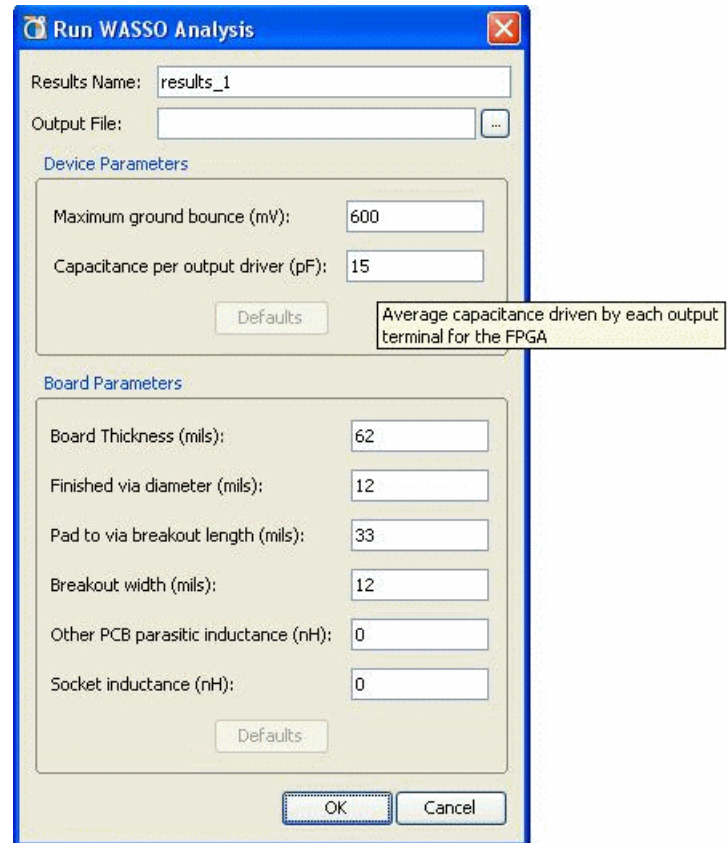 Run WASSO Analysis
Results Name: results_1
Output File: ...
Device Parameters
Maximum ground bounce (mV): 600
Capacitance per output driver (pF): 15
Defaults
Average capacitance driven by each output
terminal for the FPGA
Board Parameters
Board Thickness (mils): 62
Finished via diameter (mils): 12
Pad to via breakout length (mils): 33
Breakout width (mils): 12
Other PCB parasitic inductance (nH): 0
Socket inductance (nH): 0
Defaults
OK Cancel